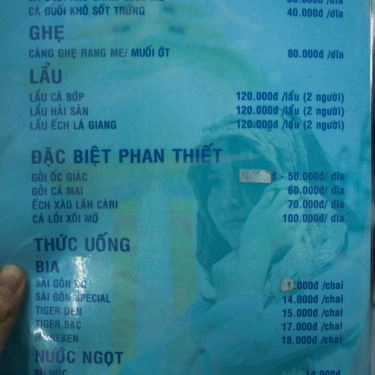 CÁ ĐUỐI KHÔ SỐT TRỨNG 40.000đ /dĩa
GHẸ
CÀNG GHẸ RANG ME/ MUỐI ỚT 80.000đ /dĩa
LẨU
LẨU CÁ BỚP 120.000đ /lẩu (2 người)
LẨU HẢI SẢN 120.000đ /lẩu (2 người)
LẨU ẾCH LÁ GIANG 120.000đ /lẩu (2 người)
ĐẶC BIỆT PHAN THIẾT
GỎI ỐC GIÁC đ - 50.000đ/ dĩa
GỎI CÁ MAI 60.000đ/ dĩa
ẾCH XÀO LĂN CÀRI 70.000đ/ dĩa
CÁ LỒI XỐI MỠ 100.000đ/ dĩa
THỨC UỐNG
BIA
SÀI GÒN ĐỎ .000đ /chai
SÀI GÒN SPECIAL 14.000đ /chai
TIGER ĐEN 15.000đ /chai
TIGER BẠC 17.000đ /chai
HEINEKEN 18.000đ /chai
NƯỚC NGỌT